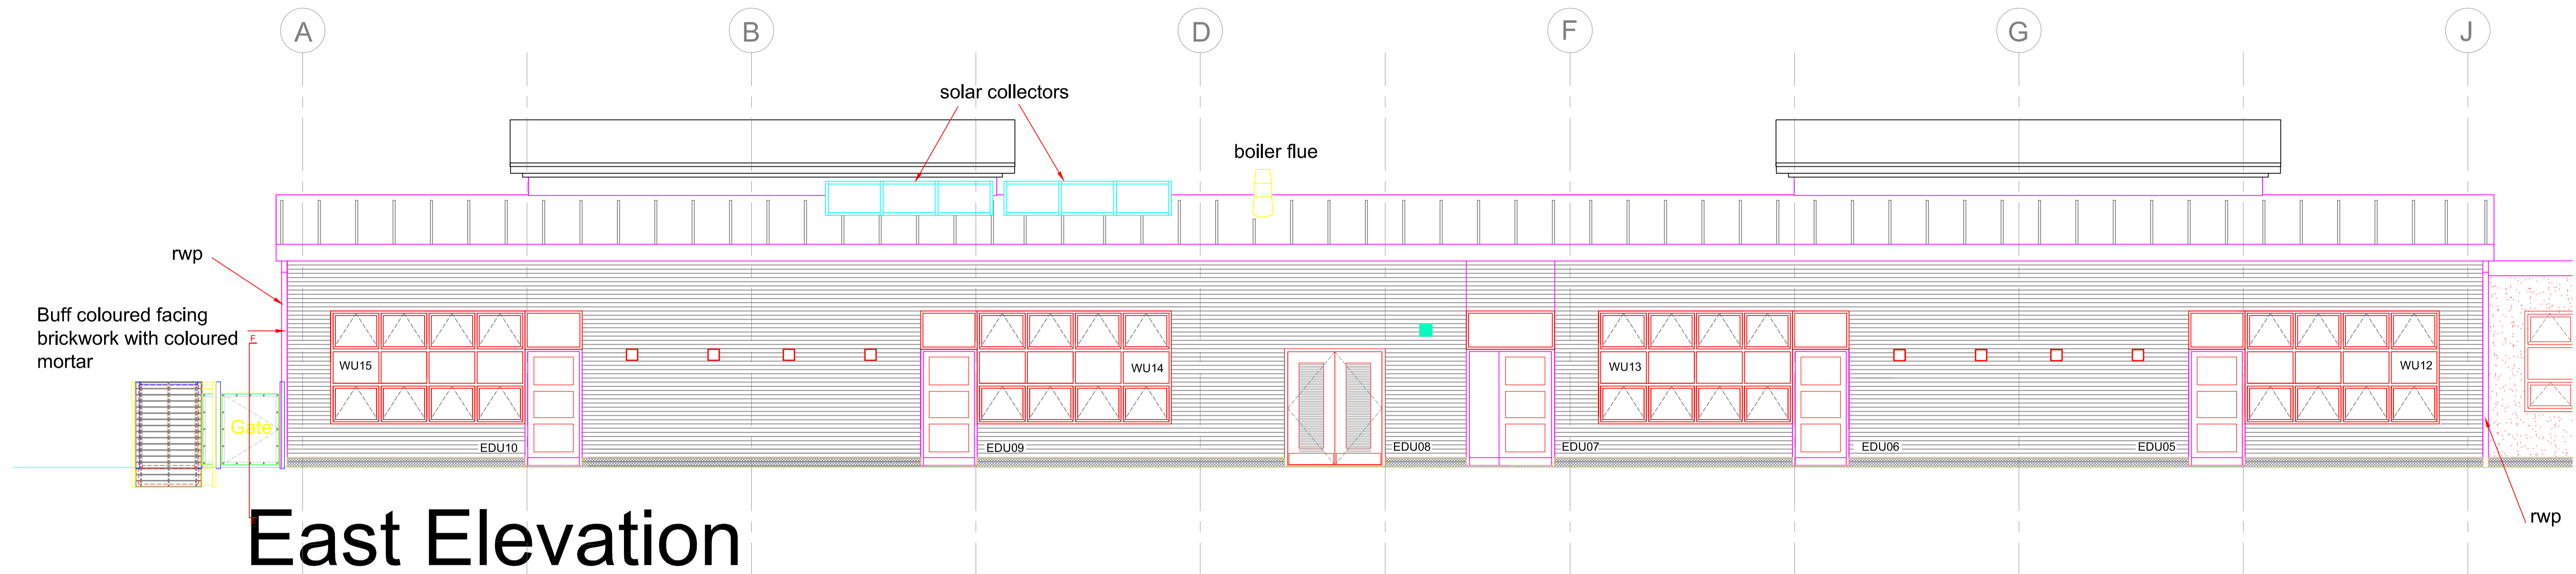 A
B
D
F
G
J
solar collectors
boiler flue
rwp
Buff coloured facing
brickwork with coloured
mortar
F
Gate
WU15
WU14
WU13
WU12
EDU10
EDU09
EDU08
EDU07
EDU06
EDU05
East Elevation
rwp